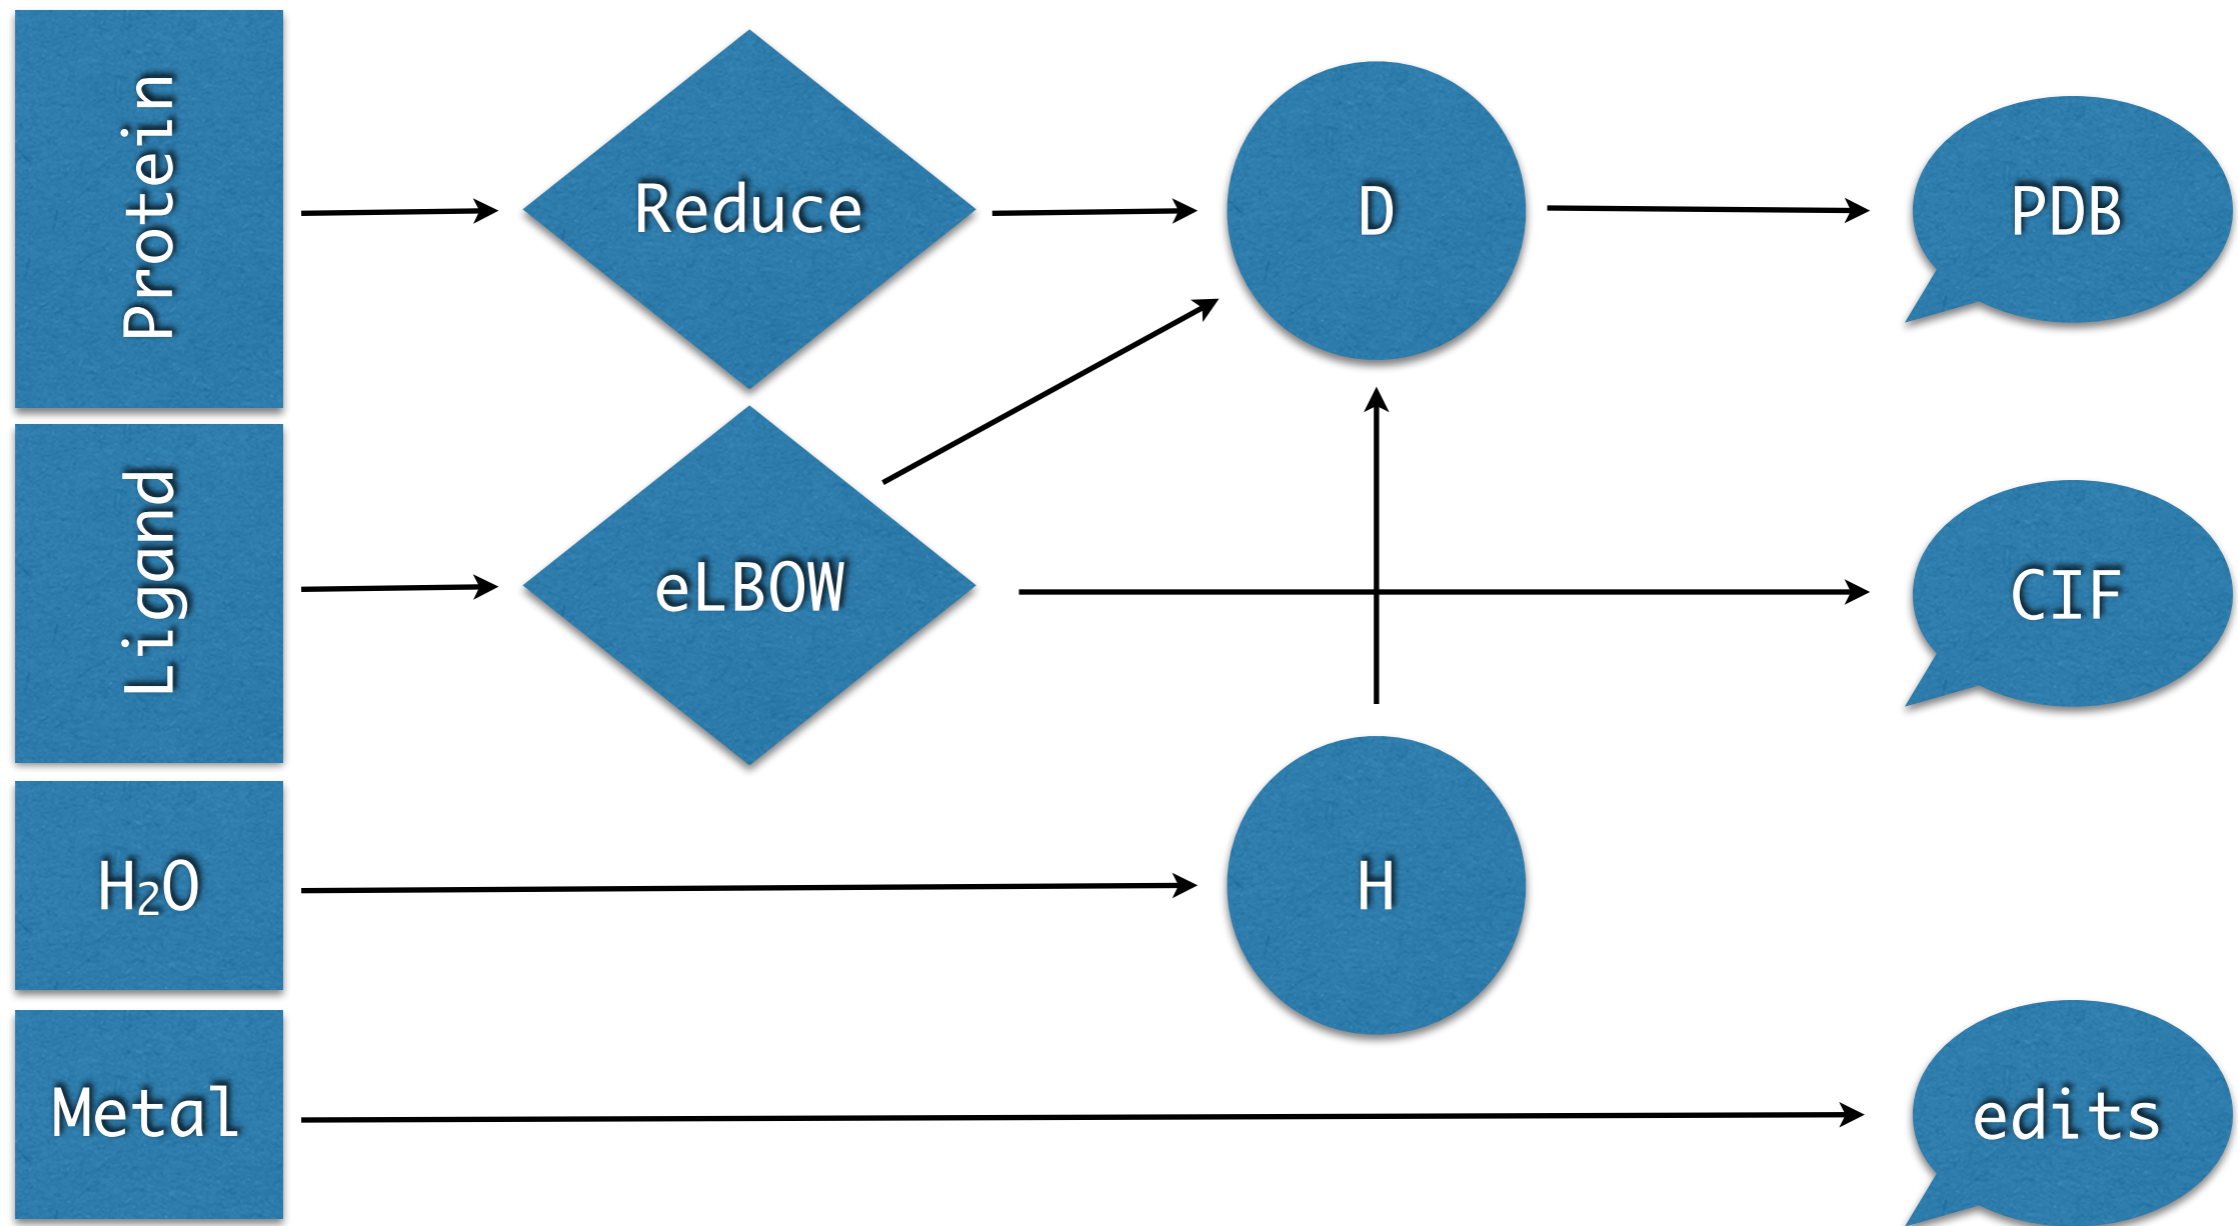 Protein
Reduce
D
PDB
Ligand
eLBOW
CIF
H₂O
H
Metal
edits